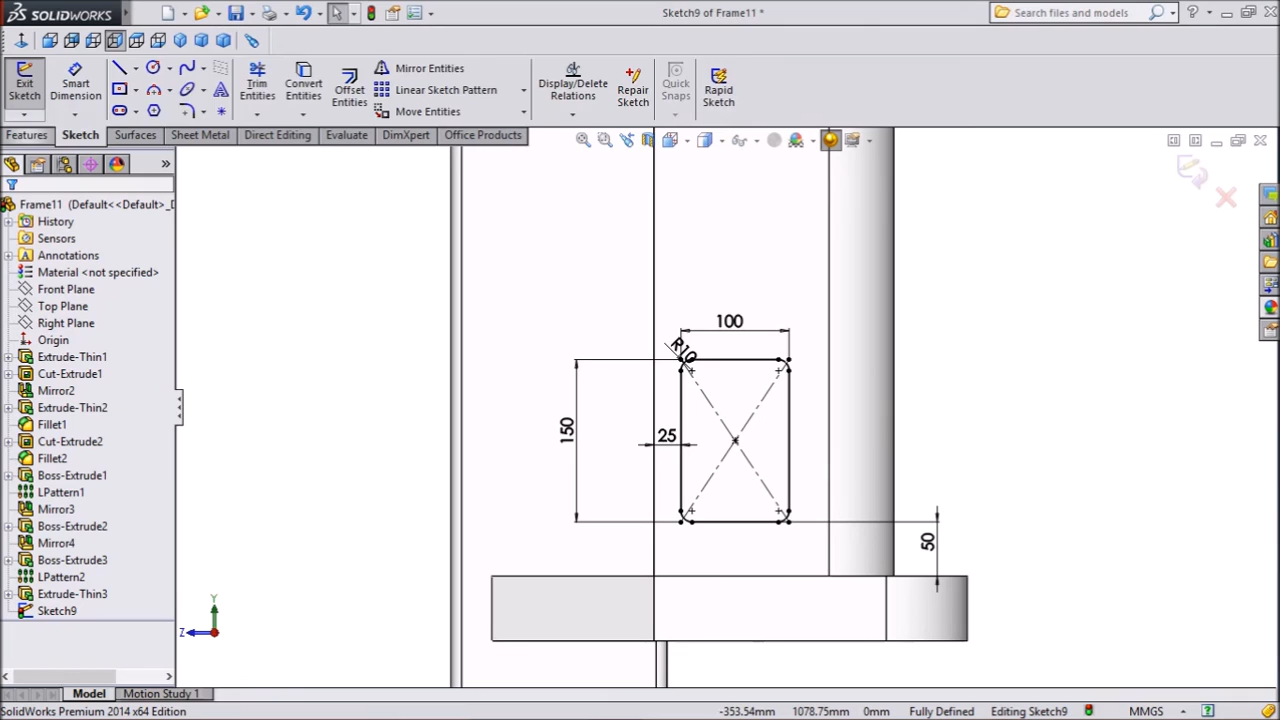 SOLIDWORKS
Sketch9 of Frame11 *
Search files and models
Exit Sketch
Smart Dimension
Trim Entities
Convert Entities
Offset Entities
Mirror Entities
Linear Sketch Pattern
Move Entities
Display/Delete Relations
Repair Sketch
Quick Snaps
Rapid Sketch
Features
Sketch
Surfaces
Sheet Metal
Direct Editing
Evaluate
DimXpert
Office Products
Frame11 (Default<<Default>_D
History
Sensors
Annotations
Material <not specified>
Front Plane
Top Plane
Right Plane
Origin
Extrude-Thin1
Cut-Extrude1
Mirror2
Extrude-Thin2
Fillet1
Cut-Extrude2
Fillet2
Boss-Extrude1
LPattern1
Mirror3
Boss-Extrude2
Mirror4
Boss-Extrude3
LPattern2
Extrude-Thin3
Sketch9
100
R10
150
25
50
Y
Z
Model
Motion Study 1
SolidWorks Premium 2014 x64 Edition
-353.54mm
1078.75mm
0mm
Fully Defined
Editing Sketch9
MMGS